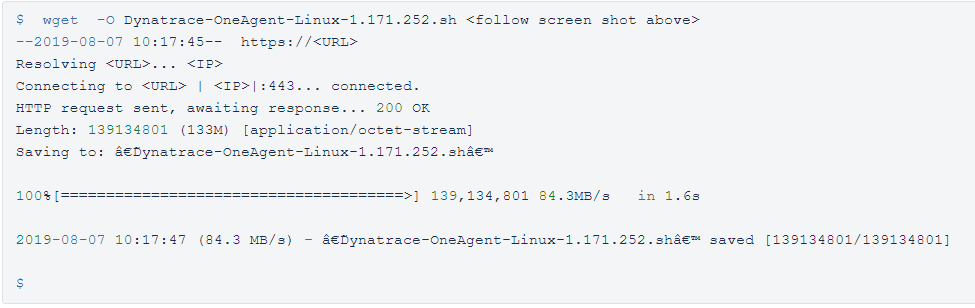 $  wget  -O Dynatrace-OneAgent-Linux-1.171.252.sh <follow screen shot above>
--2019-08-07 10:17:45--  https://<URL>
Resolving <URL>... <IP>
Connecting to <URL> | <IP>|:443... connected.
HTTP request sent, awaiting response... 200 OK
Length: 139134801 (133M) [application/octet-stream]
Saving to: â€Dynatrace-OneAgent-Linux-1.171.252.shâ€™
100%[======================================>] 139,134,801 84.3MB/s   in 1.6s
2019-08-07 10:17:47 (84.3 MB/s) - â€Dynatrace-OneAgent-Linux-1.171.252.shâ€™ saved [139134801/139134801]
$